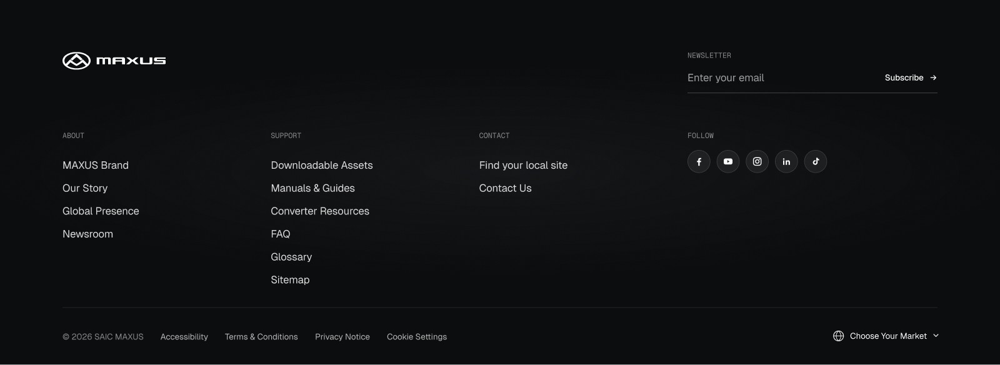 MAXUS
NEWSLETTER
Enter your email
Subscribe →
ABOUT
MAXUS Brand
Our Story
Global Presence
Newsroom
SUPPORT
Downloadable Assets
Manuals & Guides
Converter Resources
FAQ
Glossary
Sitemap
CONTACT
Find your local site
Contact Us
FOLLOW
© 2026 SAIC MAXUS
Accessibility
Terms & Conditions
Privacy Notice
Cookie Settings
Choose Your Market